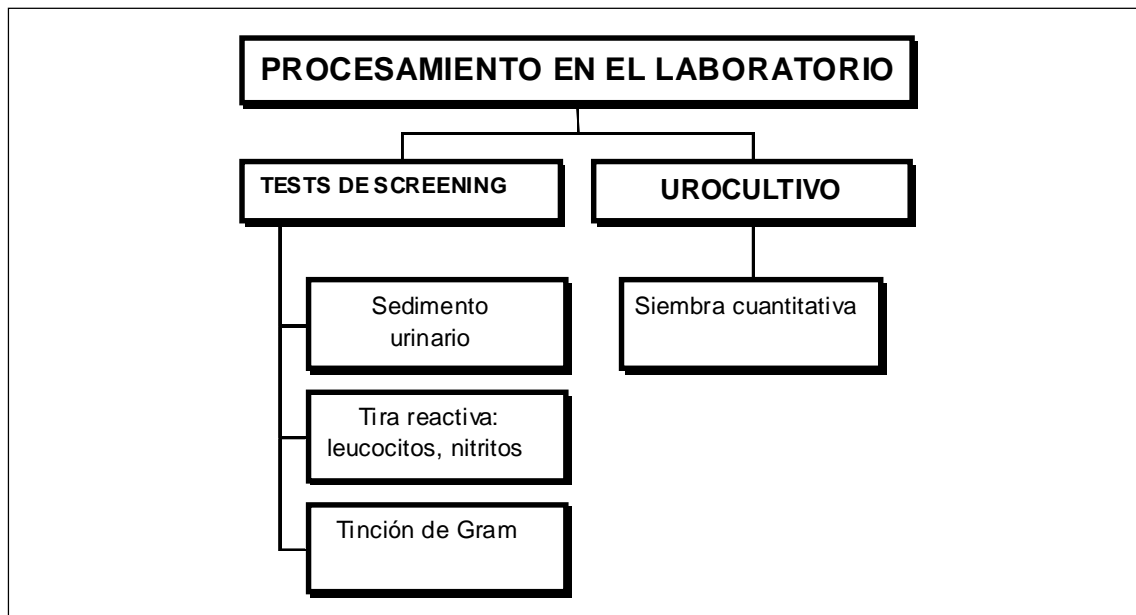 PROCESAMIENTO EN EL LABORATORIO
TESTS DE SCREENING
UROCULTIVO
Sedimento
urinario
Siembra cuantitativa
Tira reactiva:
leucocitos, nitritos
Tinción de Gram